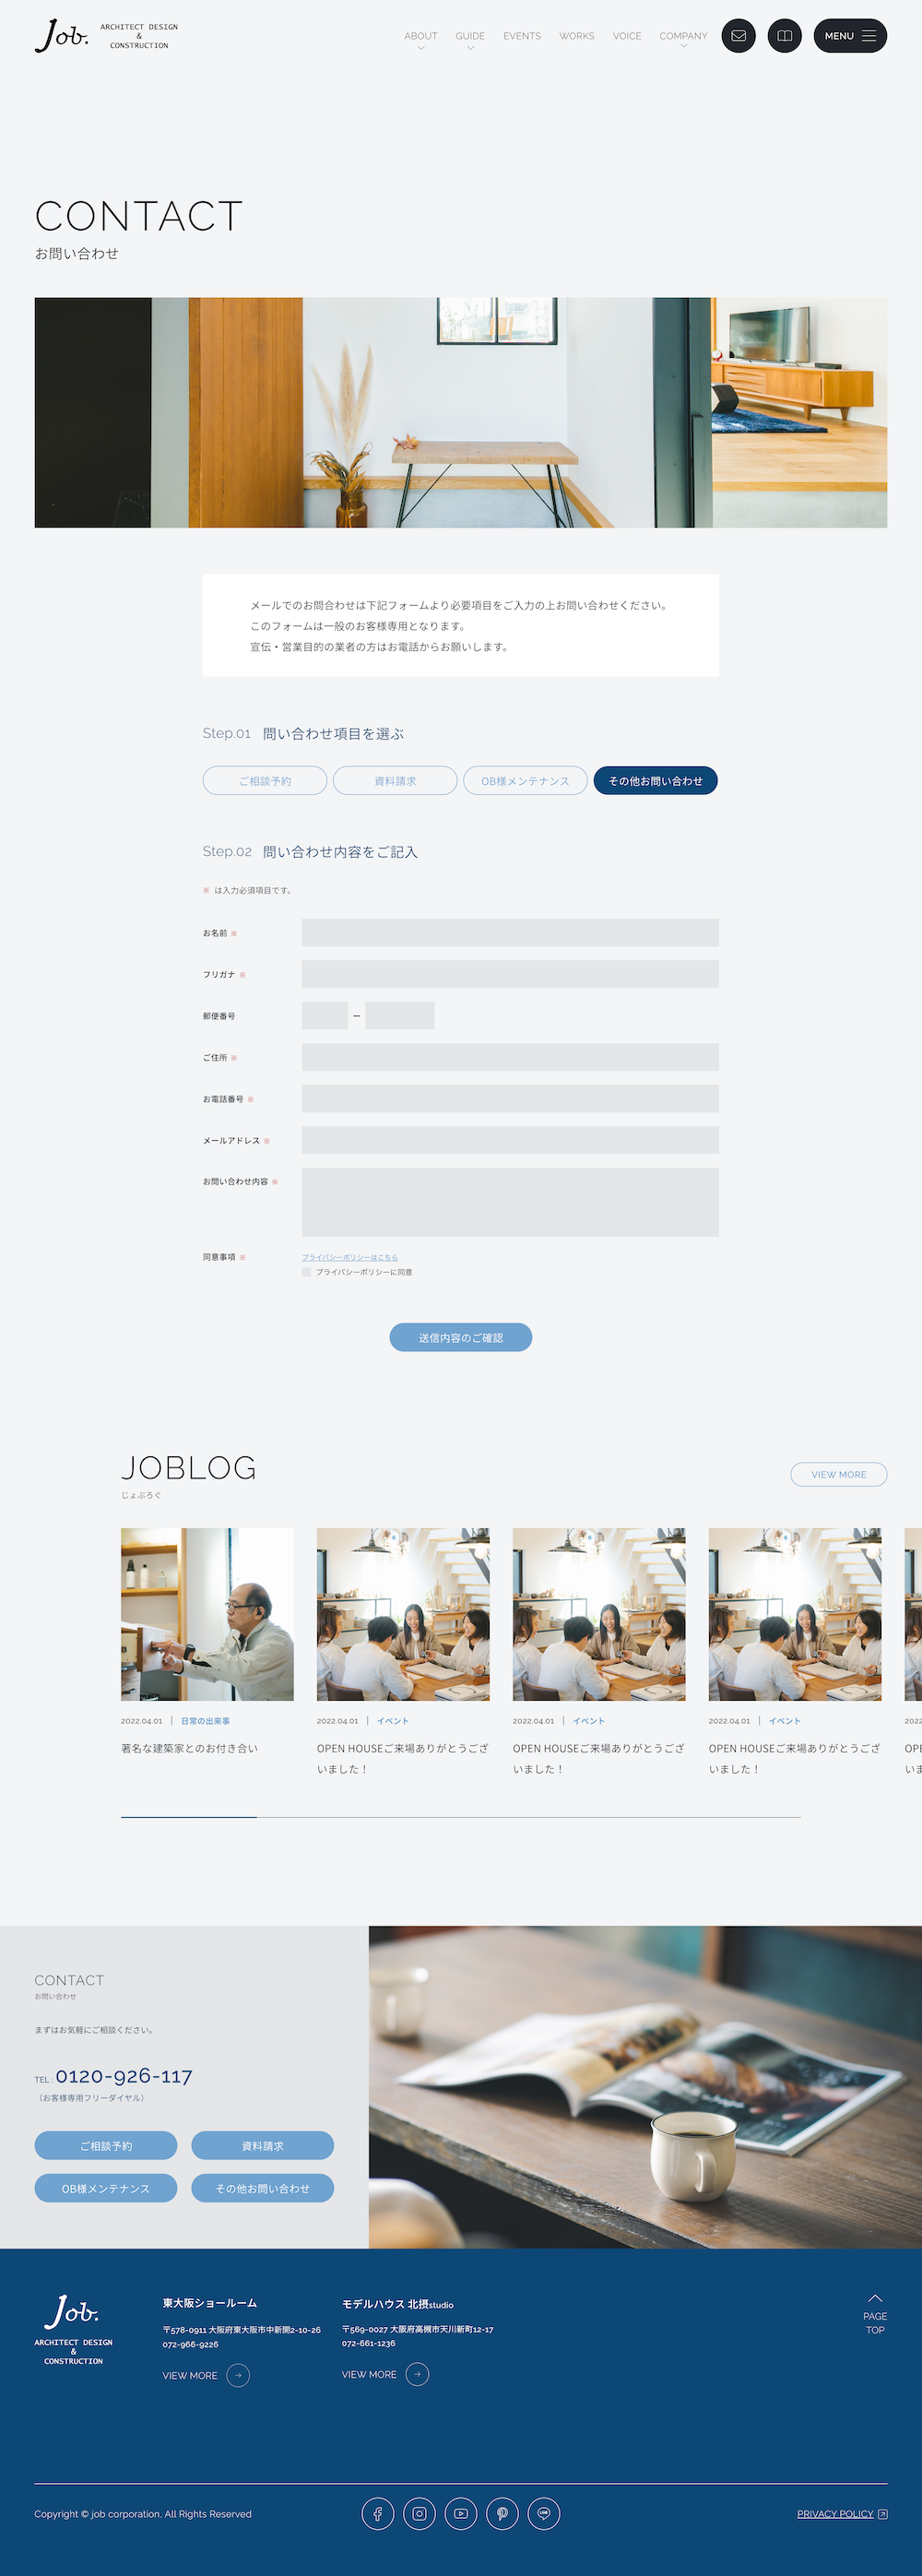 Job.
ARCHITECT DESIGN
&
CONSTRUCTION
ABOUT
GUIDE
EVENTS
WORKS
VOICE
COMPANY
MENU
CONTACT
お問い合わせ
メールでのお問合わせは下記フォームより必要項目をご入力の上お問い合わせください。
このフォームは一般のお客様専用となります。
宣伝・営業目的の業者の方はお電話からお願いします。
Step.01 問い合わせ項目を選ぶ
ご相談予約
資料請求
OB様メンテナンス
その他お問い合わせ
Step.02 問い合わせ内容をご記入
※ は入力必須項目です。
お名前 ※
フリガナ ※
郵便番号
ー
ご住所 ※
お電話番号 ※
メールアドレス ※
お問い合わせ内容 ※
同意事項 ※
プライバシーポリシーはこちら
プライバシーポリシーに同意
送信内容のご確認
JOBLOG
じょぶろぐ
VIEW MORE
2022.04.01 | 日常の出来事
著名な建築家とのお付き合い
2022.04.01 | イベント
OPEN HOUSEご来場ありがとうござ
いました！
2022.04.01 | イベント
OPEN HOUSEご来場ありがとうござ
いました！
2022.04.01 | イベント
OPEN HOUSEご来場ありがとうござ
いました！
CONTACT
お問い合わせ
まずはお気軽にご相談ください。
TEL : 0120-926-117
（お客様専用フリーダイヤル）
ご相談予約
資料請求
OB様メンテナンス
その他お問い合わせ
Job.
ARCHITECT DESIGN
&
CONSTRUCTION
東大阪ショールーム
〒578-0911 大阪府東大阪市中新開2-10-26
072-966-9226
VIEW MORE
モデルハウス 北摂studio
〒569-0027 大阪府高槻市天川新町12-17
072-661-1236
VIEW MORE
PAGE
TOP
Copyright © job corporation, All Rights Reserved
LINE
PRIVACY POLICY